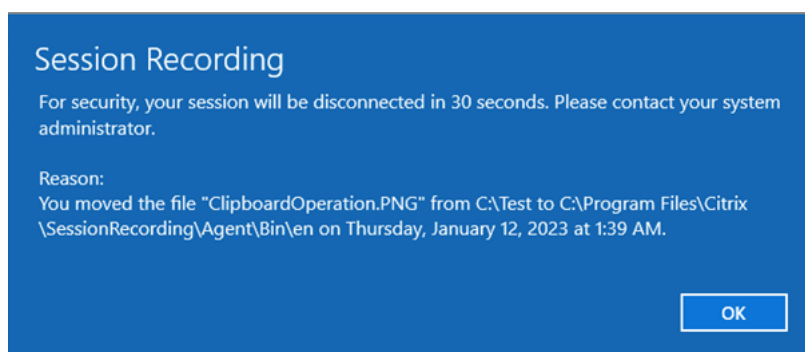 Session Recording
For security, your session will be disconnected in 30 seconds. Please contact your system
administrator.
Reason:
You moved the file "ClipboardOperation.PNG" from C:\Test to C:\Program Files\Citrix
\SessionRecording\Agent\Bin\en on Thursday, January 12, 2023 at 1:39 AM.
OK